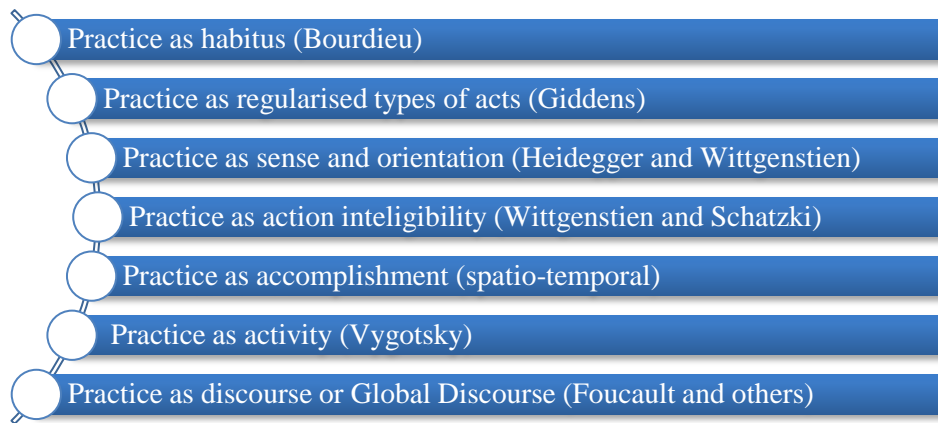 Practice as habitus (Bourdieu)
Practice as regularised types of acts (Giddens)
Practice as sense and orientation (Heidegger and Wittgenstien)
Practice as action inteligibility (Wittgenstien and Schatzki)
Practice as accomplishment (spatio-temporal)
Practice as activity (Vygotsky)
Practice as discourse or Global Discourse (Foucault and others)